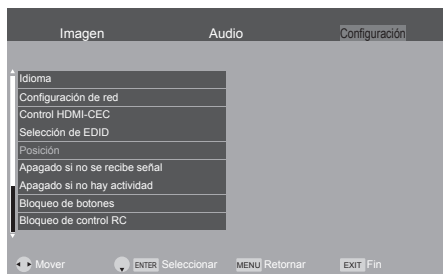 Imagen Audio Configuración
Idioma
Configuración de red
Control HDMI-CEC
Selección de EDID
Posición
Apagado si no se recibe señal
Apagado si no hay actividad
Bloqueo de botones
Bloqueo de control RC
Mover ENTER Seleccionar MENU Retornar EXIT Fin